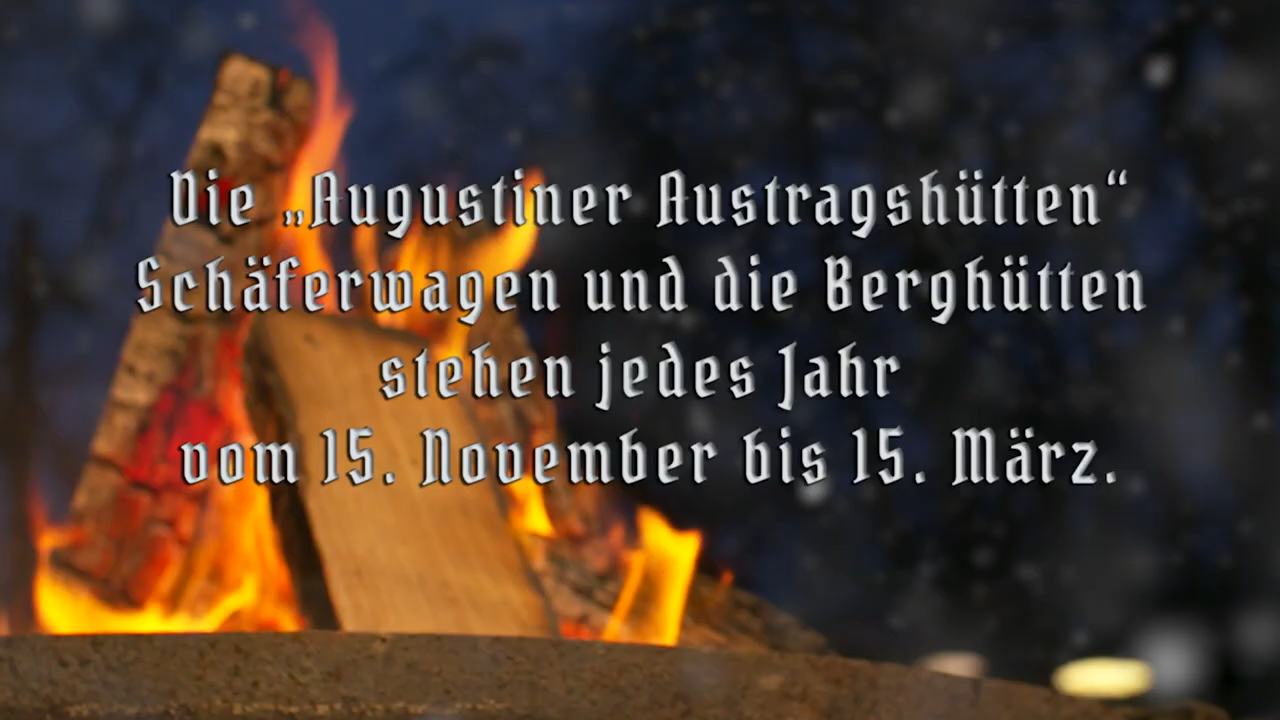 Die „Augustiner Austragshütten“
Schäferwagen und die Berghütten
stehen jedes Jahr
vom 15. November bis 15. März.